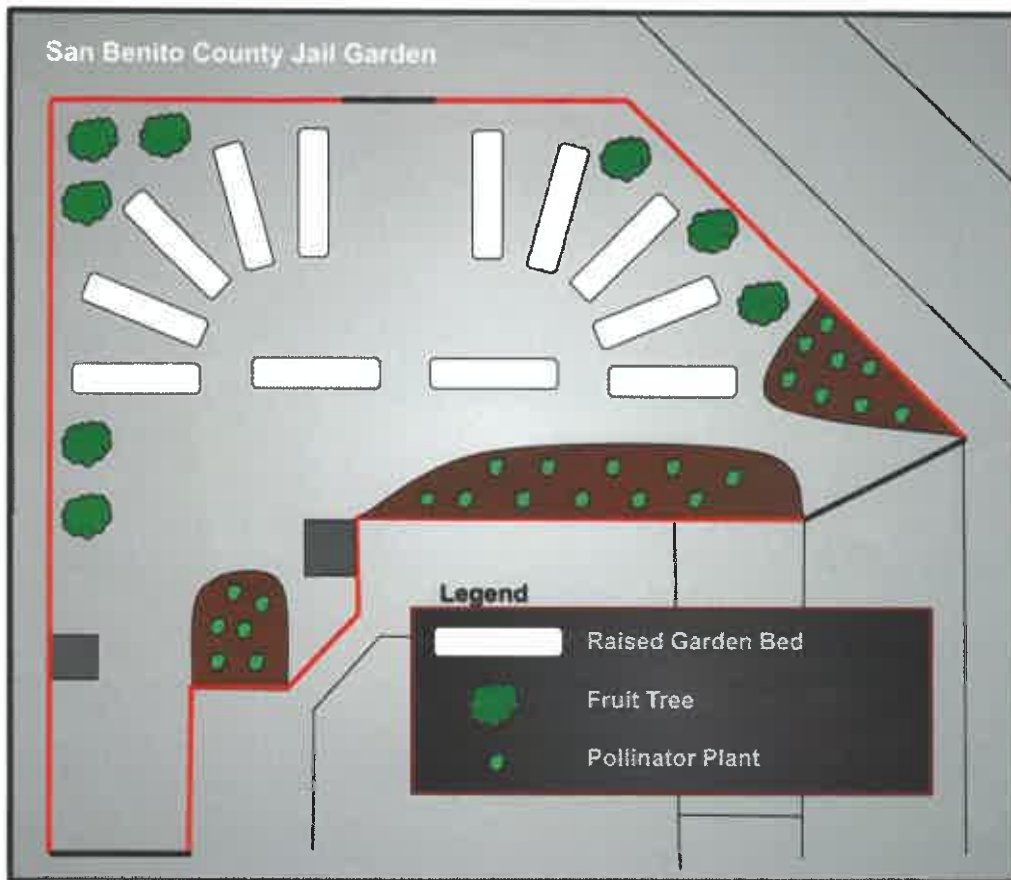 San Benito County Jail Garden
Legend
Raised Garden Bed
Fruit Tree
Pollinator Plant